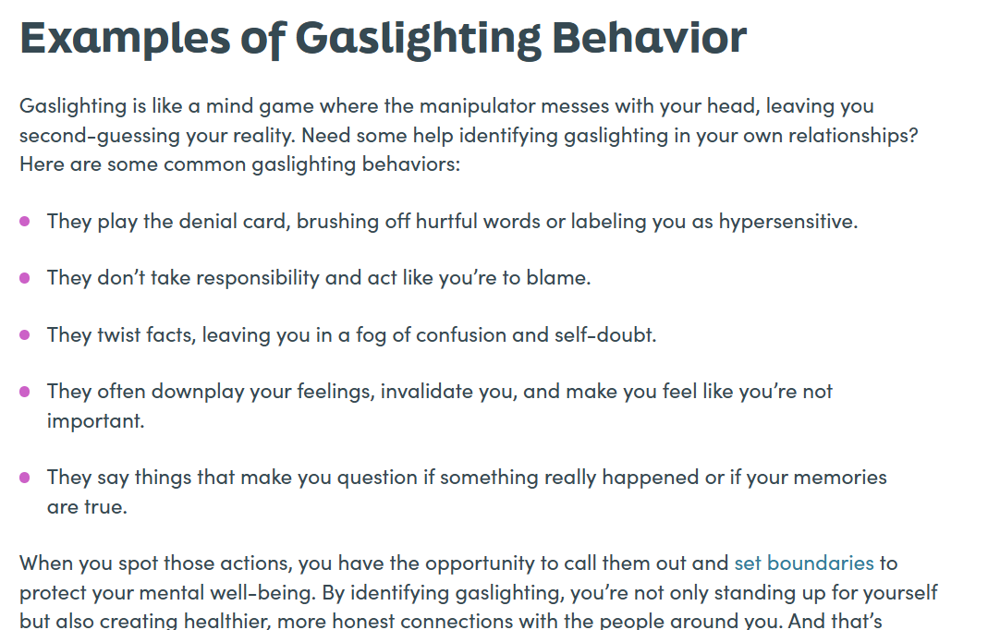 Examples of Gaslighting Behavior
Gaslighting is like a mind game where the manipulator messes with your head, leaving you
second-guessing your reality. Need some help identifying gaslighting in your own relationships?
Here are some common gaslighting behaviors:
They play the denial card, brushing off hurtful words or labeling you as hypersensitive.
They don’t take responsibility and act like you’re to blame.
They twist facts, leaving you in a fog of confusion and self-doubt.
They often downplay your feelings, invalidate you, and make you feel like you’re not
important.
They say things that make you question if something really happened or if your memories
are true.
When you spot those actions, you have the opportunity to call them out and set boundaries to
protect your mental well-being. By identifying gaslighting, you’re not only standing up for yourself
but also creating healthier, more honest connections with the people around you. And that’s